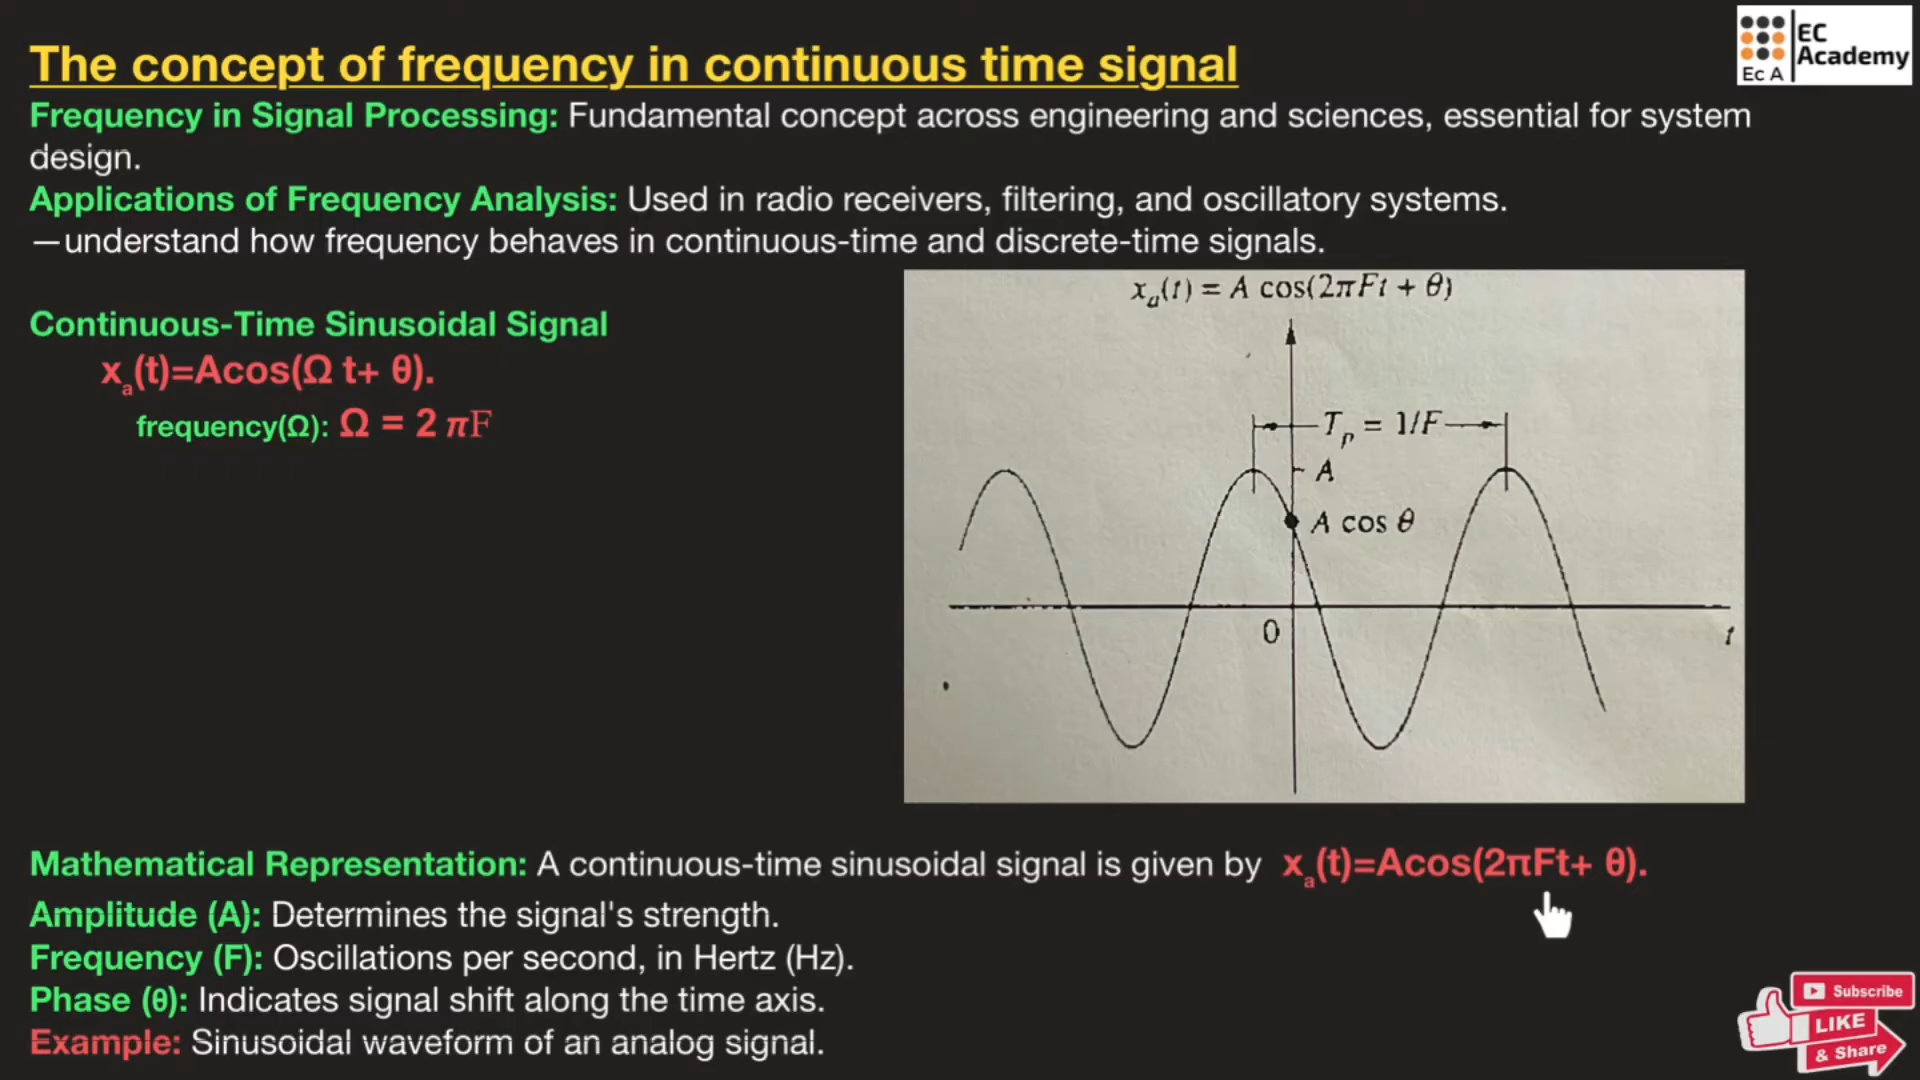 The concept of frequency in continuous time signal
EC
Academy
Ec A
Frequency in Signal Processing: Fundamental concept across engineering and sciences, essential for system
design.
Applications of Frequency Analysis: Used in radio receivers, filtering, and oscillatory systems.
—understand how frequency behaves in continuous-time and discrete-time signals.
Continuous-Time Sinusoidal Signal
xₐ(t)=Acos(Ω t+ θ).
frequency(Ω): Ω = 2 πF
xₐ(t) = A cos(2πFt + θ)
Tₚ = 1/F
A
A cos θ
0
t
Mathematical Representation: A continuous-time sinusoidal signal is given by xₐ(t)=Acos(2πFt+ θ).
Amplitude (A): Determines the signal's strength.
Frequency (F): Oscillations per second, in Hertz (Hz).
Phase (θ): Indicates signal shift along the time axis.
Example: Sinusoidal waveform of an analog signal.
Subscribe
LIKE
& Share